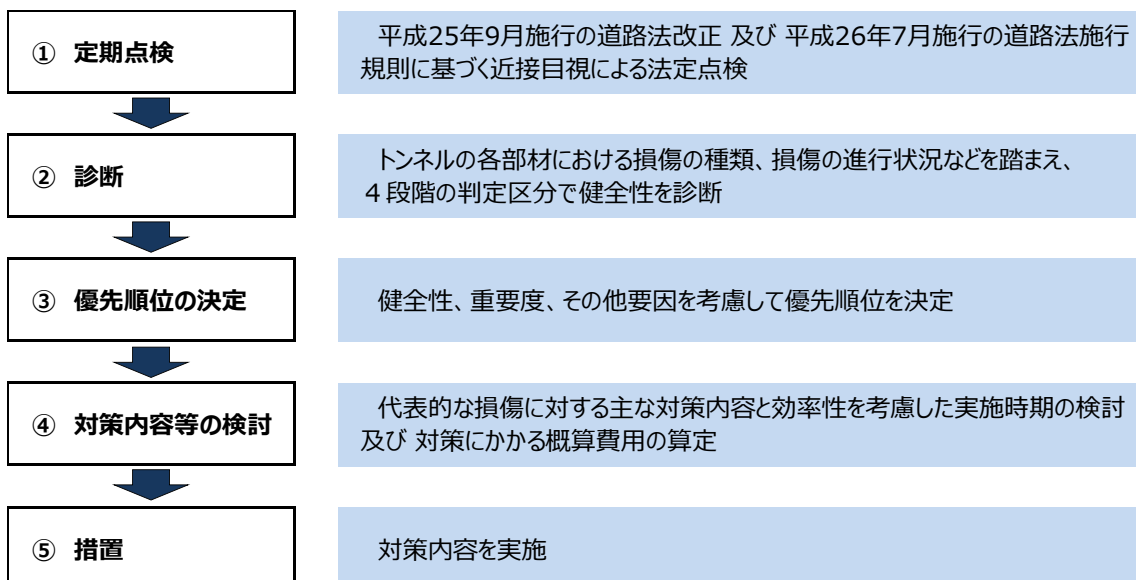 ① 定期点検
平成25年9月施行の道路法改正 及び 平成26年7月施行の道路法施行
規則に基づく近接目視による法定点検
② 診断
トンネルの各部材における損傷の種類、損傷の進行状況などを踏まえ、
４段階の判定区分で健全性を診断
③ 優先順位の決定
健全性、重要度、その他要因を考慮して優先順位を決定
④ 対策内容等の検討
代表的な損傷に対する主な対策内容と効率性を考慮した実施時期の検討
及び 対策にかかる概算費用の算定
⑤ 措置
対策内容を実施